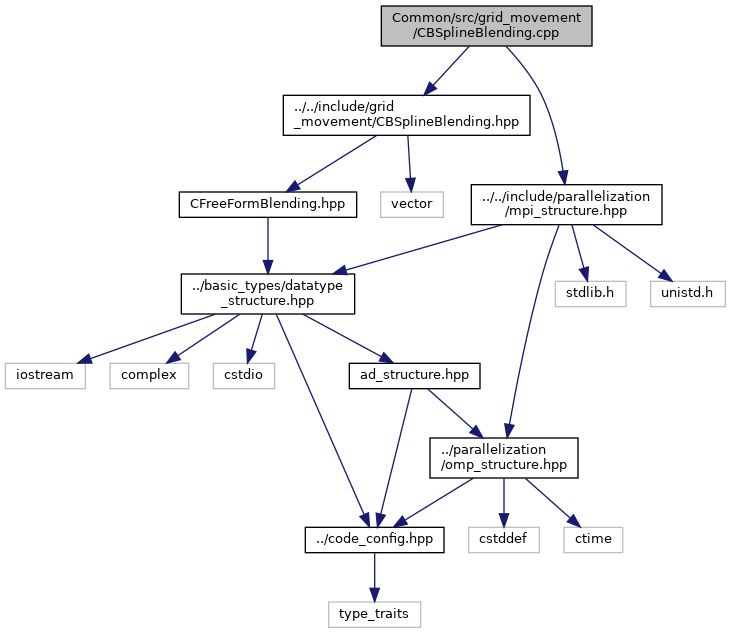 Common/src/grid_movement
/CBSplineBlending.cpp
../../include/grid
_movement/CBSplineBlending.hpp
CFreeFormBlending.hpp
vector
../../include/parallelization
/mpi_structure.hpp
../basic_types/datatype
_structure.hpp
stdlib.h
unistd.h
iostream
complex
cstdio
ad_structure.hpp
../parallelization
/omp_structure.hpp
../code_config.hpp
cstddef
ctime
type_traits